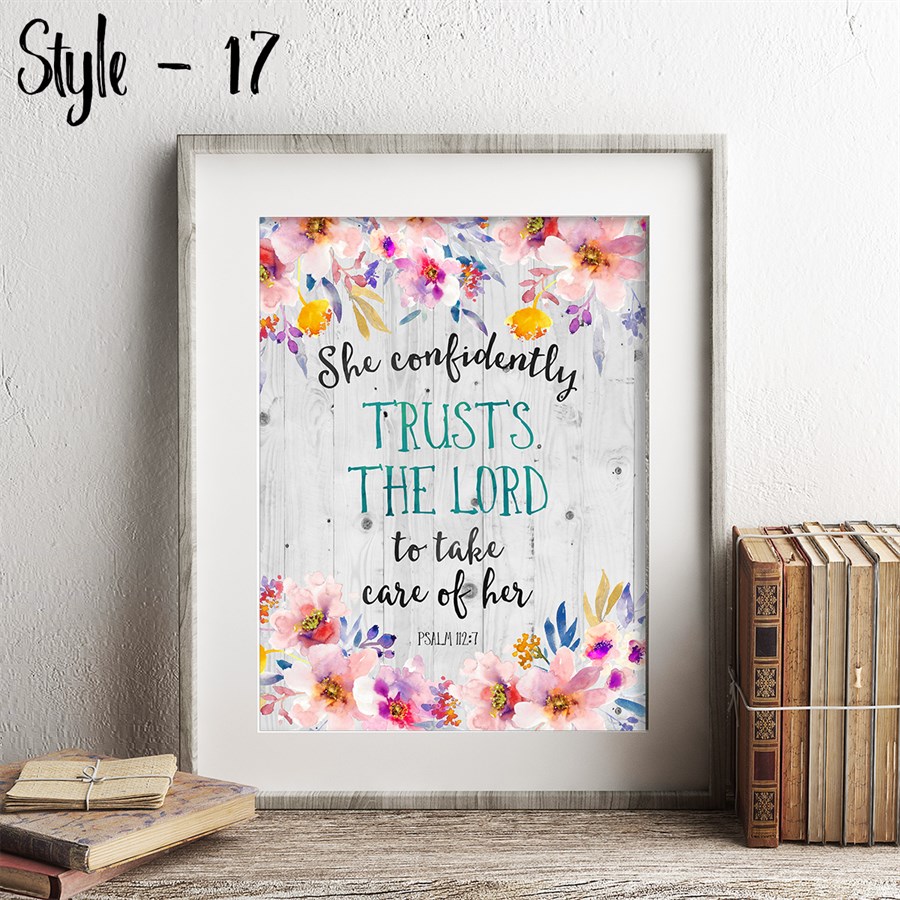 Style - 17
She confidently
TRUSTS
THE LORD
to take
care of her
PSALM 112:7